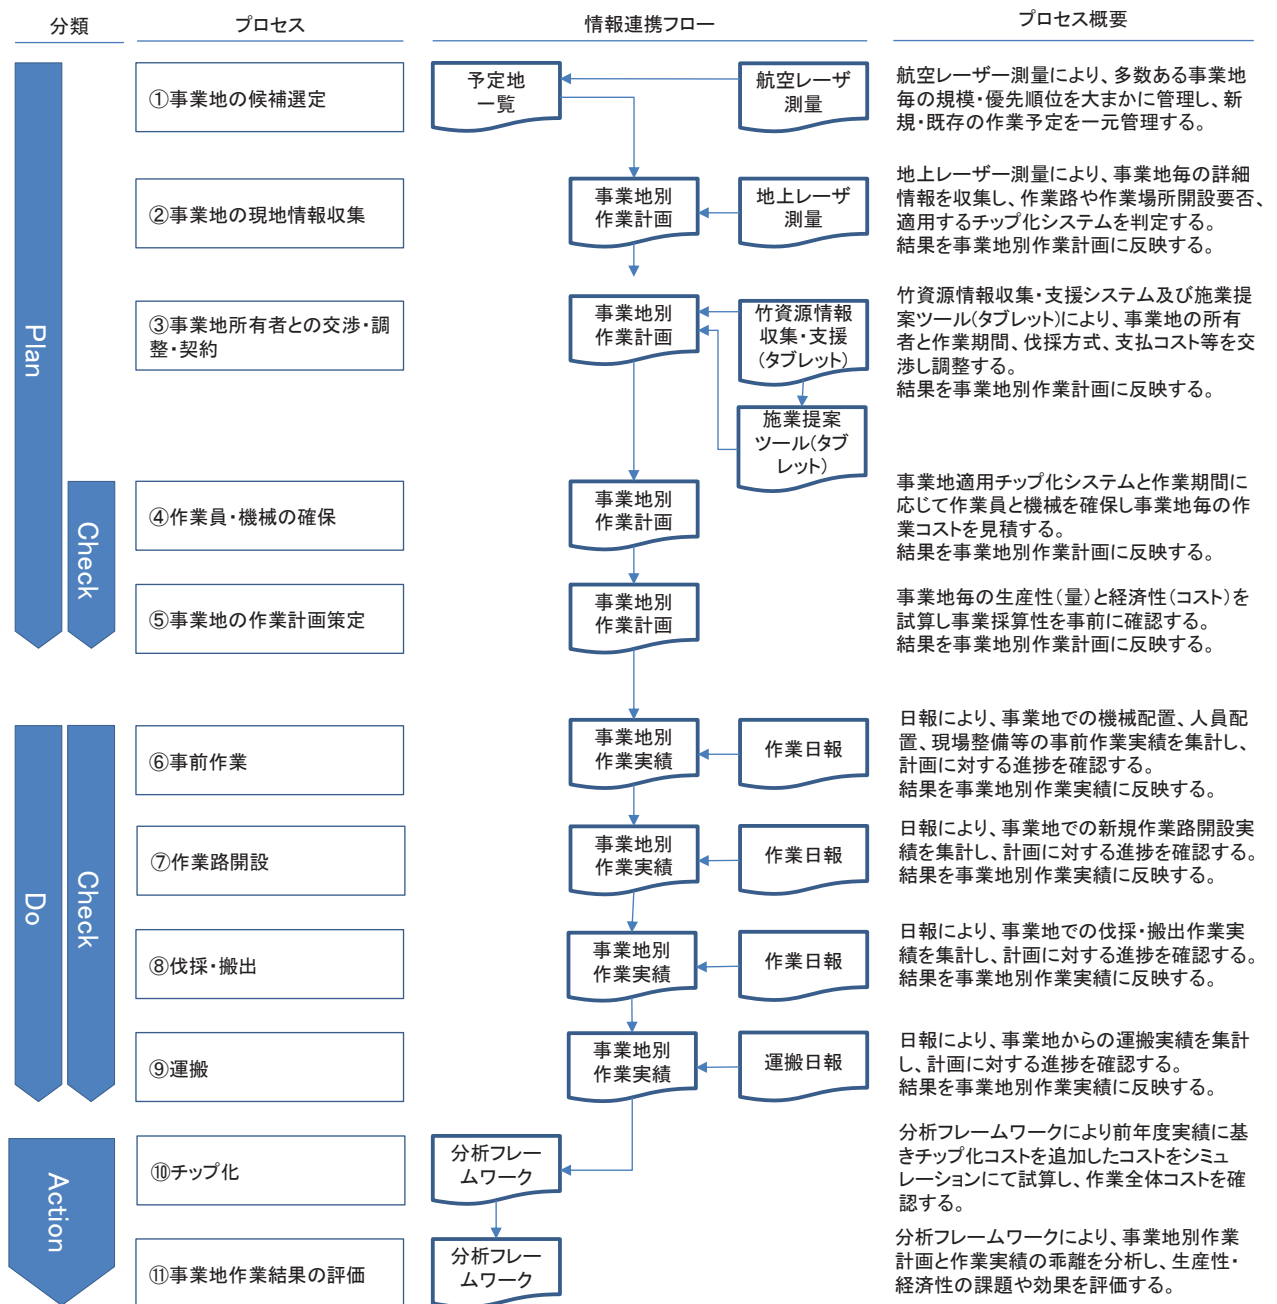 分類
プロセス
情報連携フロー
プロセス概要
Plan
Check
①事業地の候補選定
予定地
一覧
航空レーザ
測量
航空レーザー測量により、多数ある事業地
毎の規模・優先順位を大まかに管理し、新
規・既存の作業予定を一元管理する。
②事業地の現地情報収集
事業地別
作業計画
地上レーザ
測量
地上レーザー測量により、事業地毎の詳細
情報を収集し、作業路や作業場所開設要否、
適用するチップ化システムを判定する。
結果を事業地別作業計画に反映する。
③事業地所有者との交渉・調
整・契約
事業地別
作業計画
竹資源情報
収集・支援
(タブレット)
施業提案
ツール(タブ
レット)
竹資源情報収集・支援システム及び施業提
案ツール(タブレット)により、事業地の所有
者と作業期間、伐採方式、支払コスト等を交
渉し調整する。
結果を事業地別作業計画に反映する。
④作業員・機械の確保
事業地別
作業計画
事業地適用チップ化システムと作業期間に
応じて作業員と機械を確保し事業地毎の作
業コストを見積する。
結果を事業地別作業計画に反映する。
⑤事業地の作業計画策定
事業地別
作業計画
事業地毎の生産性(量)と経済性(コスト)を
試算し事業採算性を事前に確認する。
結果を事業地別作業計画に反映する。
Do
Check
⑥事前作業
事業地別
作業実績
作業日報
日報により、事業地での機械配置、人員配
置、現場整備等の事前作業実績を集計し、
計画に対する進捗を確認する。
結果を事業地別作業実績に反映する。
⑦作業路開設
事業地別
作業実績
作業日報
日報により、事業地での新規作業路開設実
績を集計し、計画に対する進捗を確認する。
結果を事業地別作業実績に反映する。
⑧伐採・搬出
事業地別
作業実績
作業日報
日報により、事業地での伐採・搬出作業実
績を集計し、計画に対する進捗を確認する。
結果を事業地別作業実績に反映する。
⑨運搬
事業地別
作業実績
運搬日報
日報により、事業地からの運搬実績を集計
し、計画に対する進捗を確認する。
結果を事業地別作業実績に反映する。
Action
⑩チップ化
分析フレー
ムワーク
分析フレームワークにより前年度実績に基
きチップ化コストを追加したコストをシミュ
レーションにて試算し、作業全体コストを確
認する。
⑪事業地作業結果の評価
分析フレー
ムワーク
分析フレームワークにより、事業地別作業
計画と作業実績の乖離を分析し、生産性・
経済性の課題や効果を評価する。